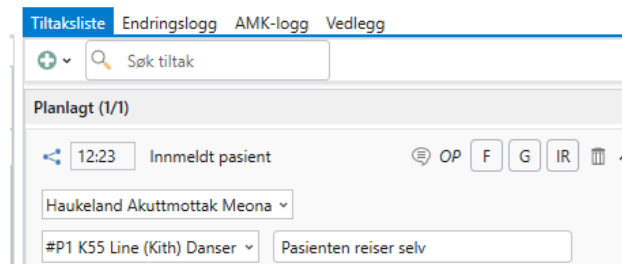 Tiltaksliste Endringslogg AMK-logg Vedlegg
Søk tiltak
Planlagt (1/1)
12:23 Innmeldt pasient OP F G IR
Haukeland Akuttmottak Meona
#P1 K55 Line (Kith) Danser Pasienten reiser selv